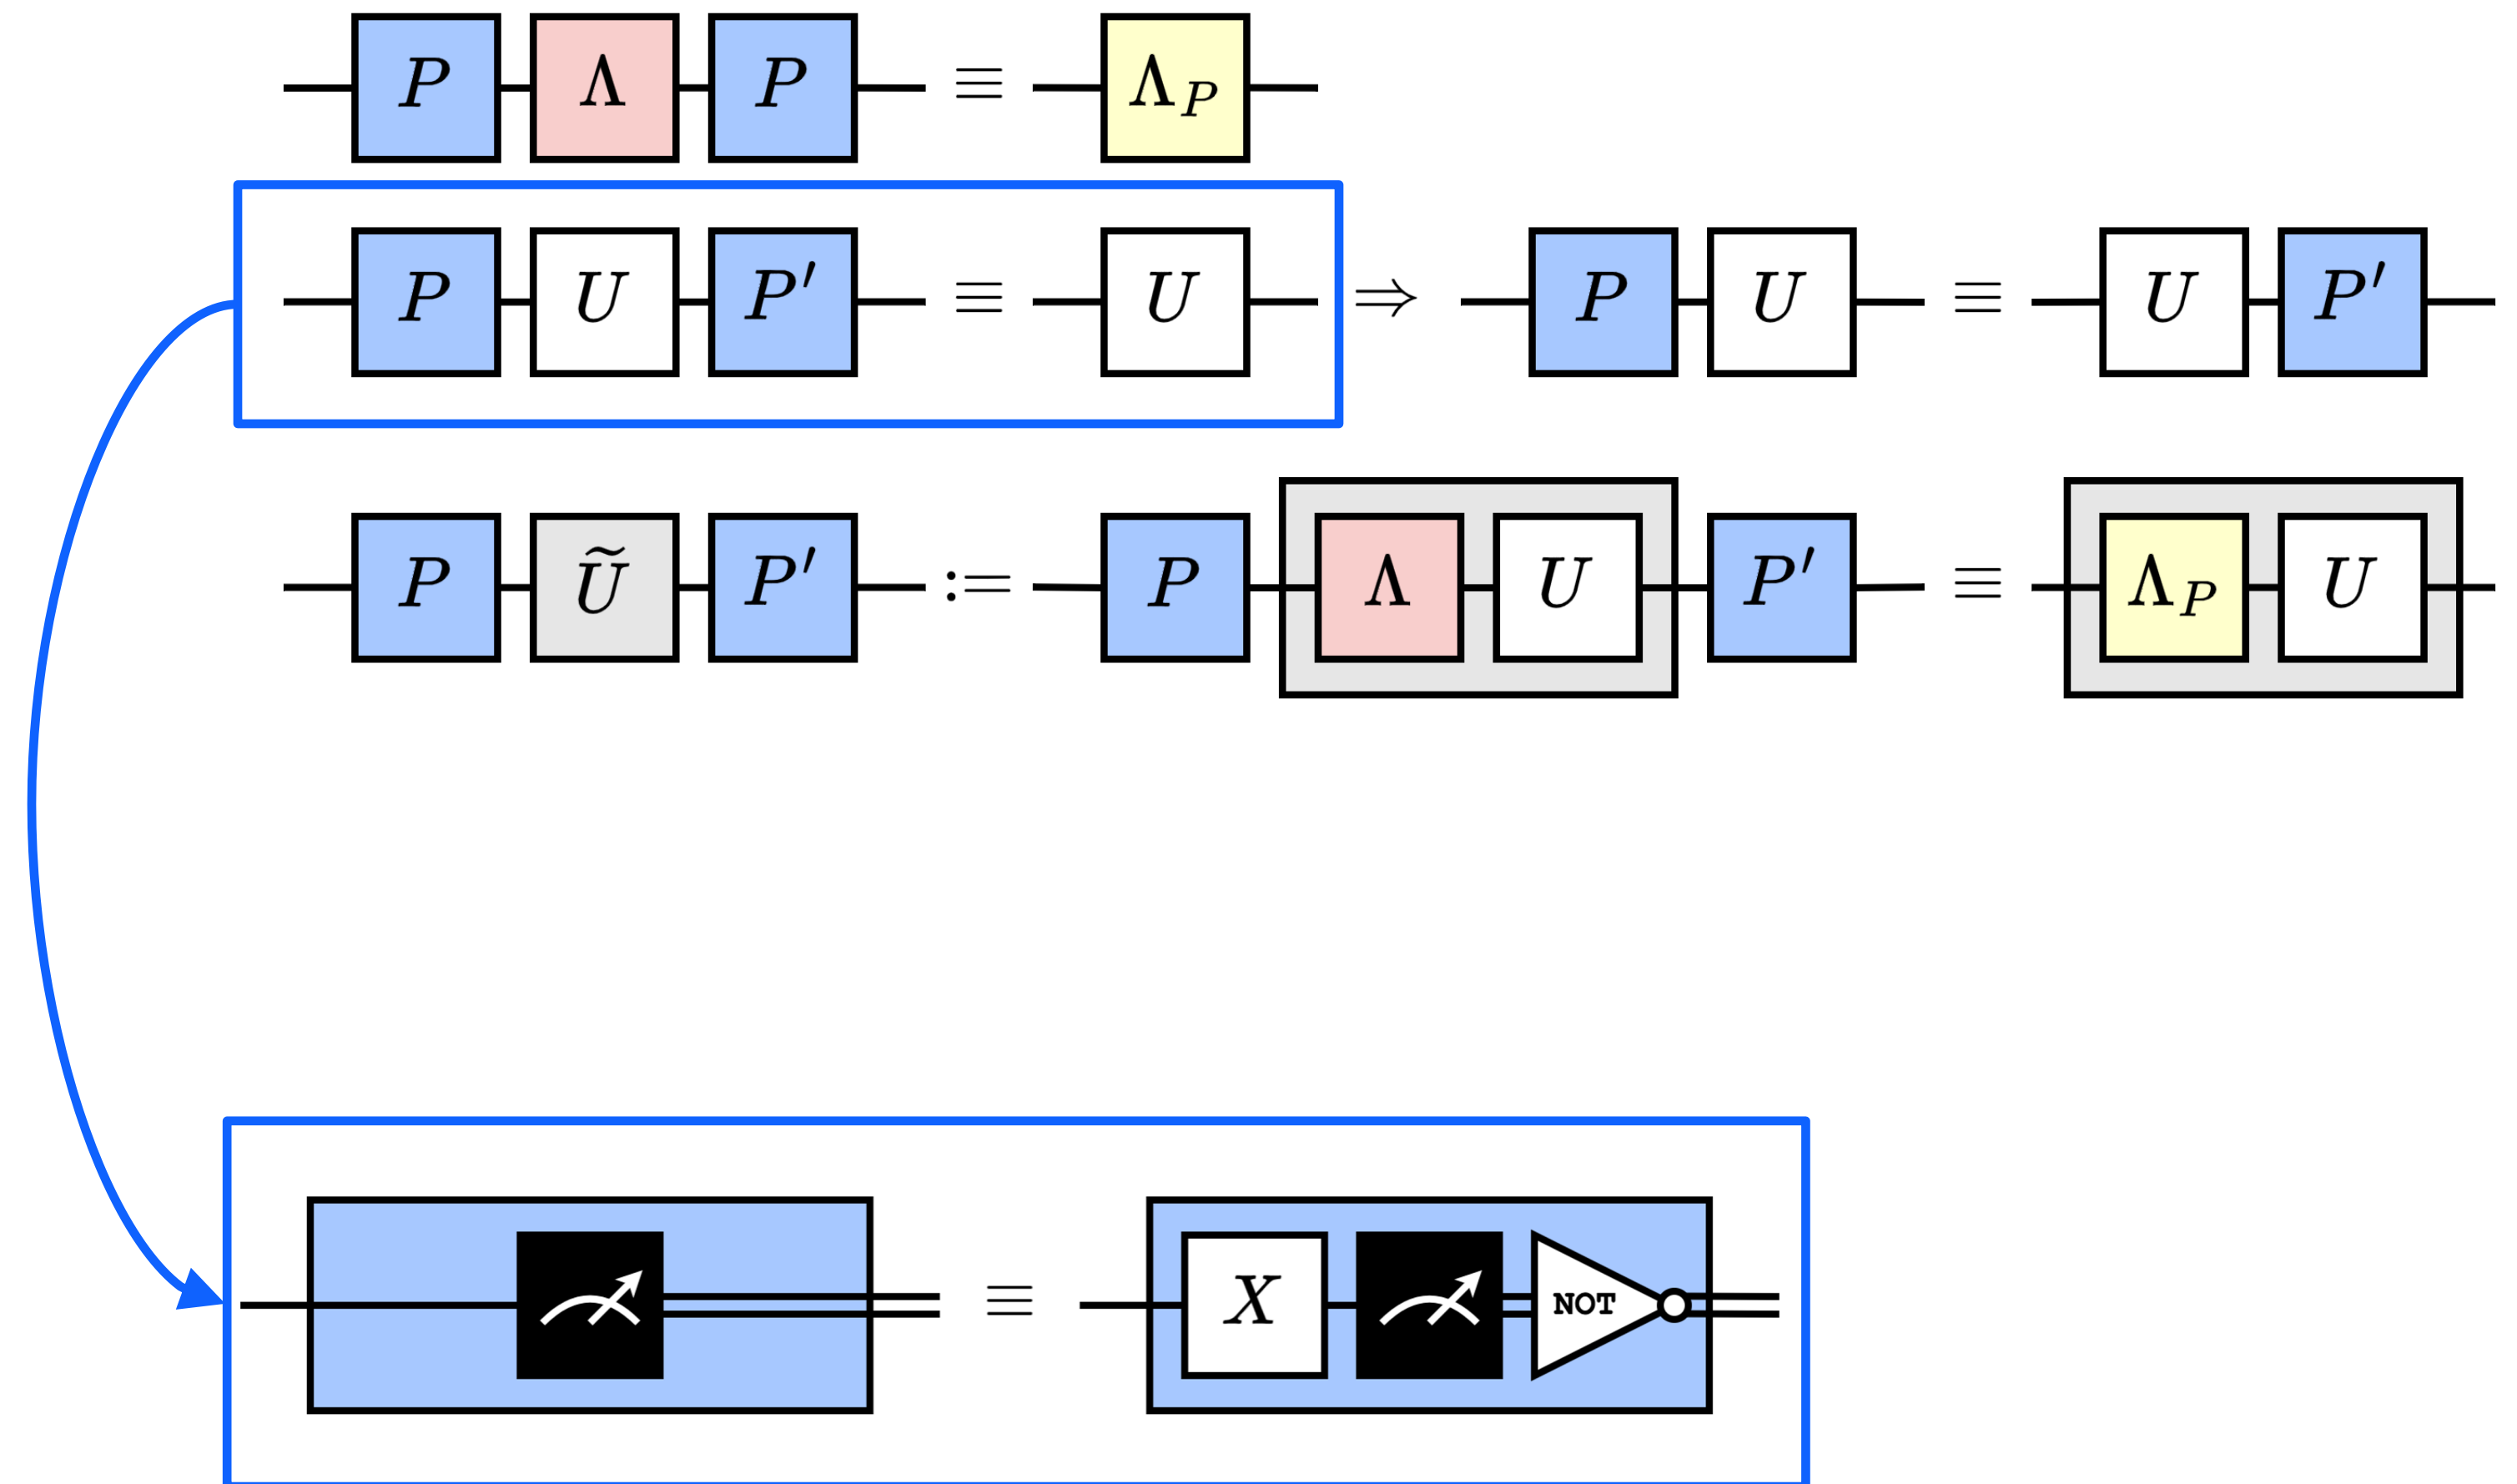 P Λ P ≡ Λ_P
P U P′ ≡ U ⇒ P U ≡ U P′
P Ũ P′ := P Λ U P′ ≡ Λ_P U
≡ X NOT